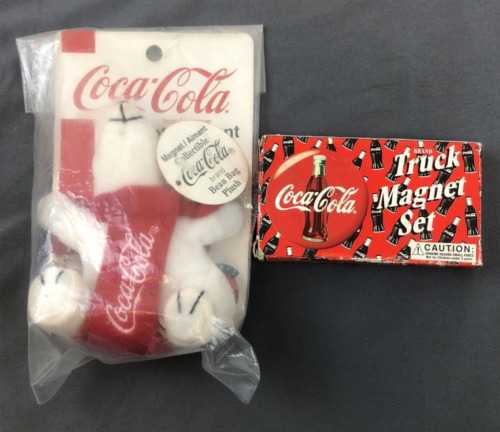 Coca-Cola
Magnet / Aimant
Collectible
Coca-Cola
brand
Bean Bag
Plush
Coca-Cola
BRAND
Truck
Magnet
Set
Coca-Cola
CAUTION: